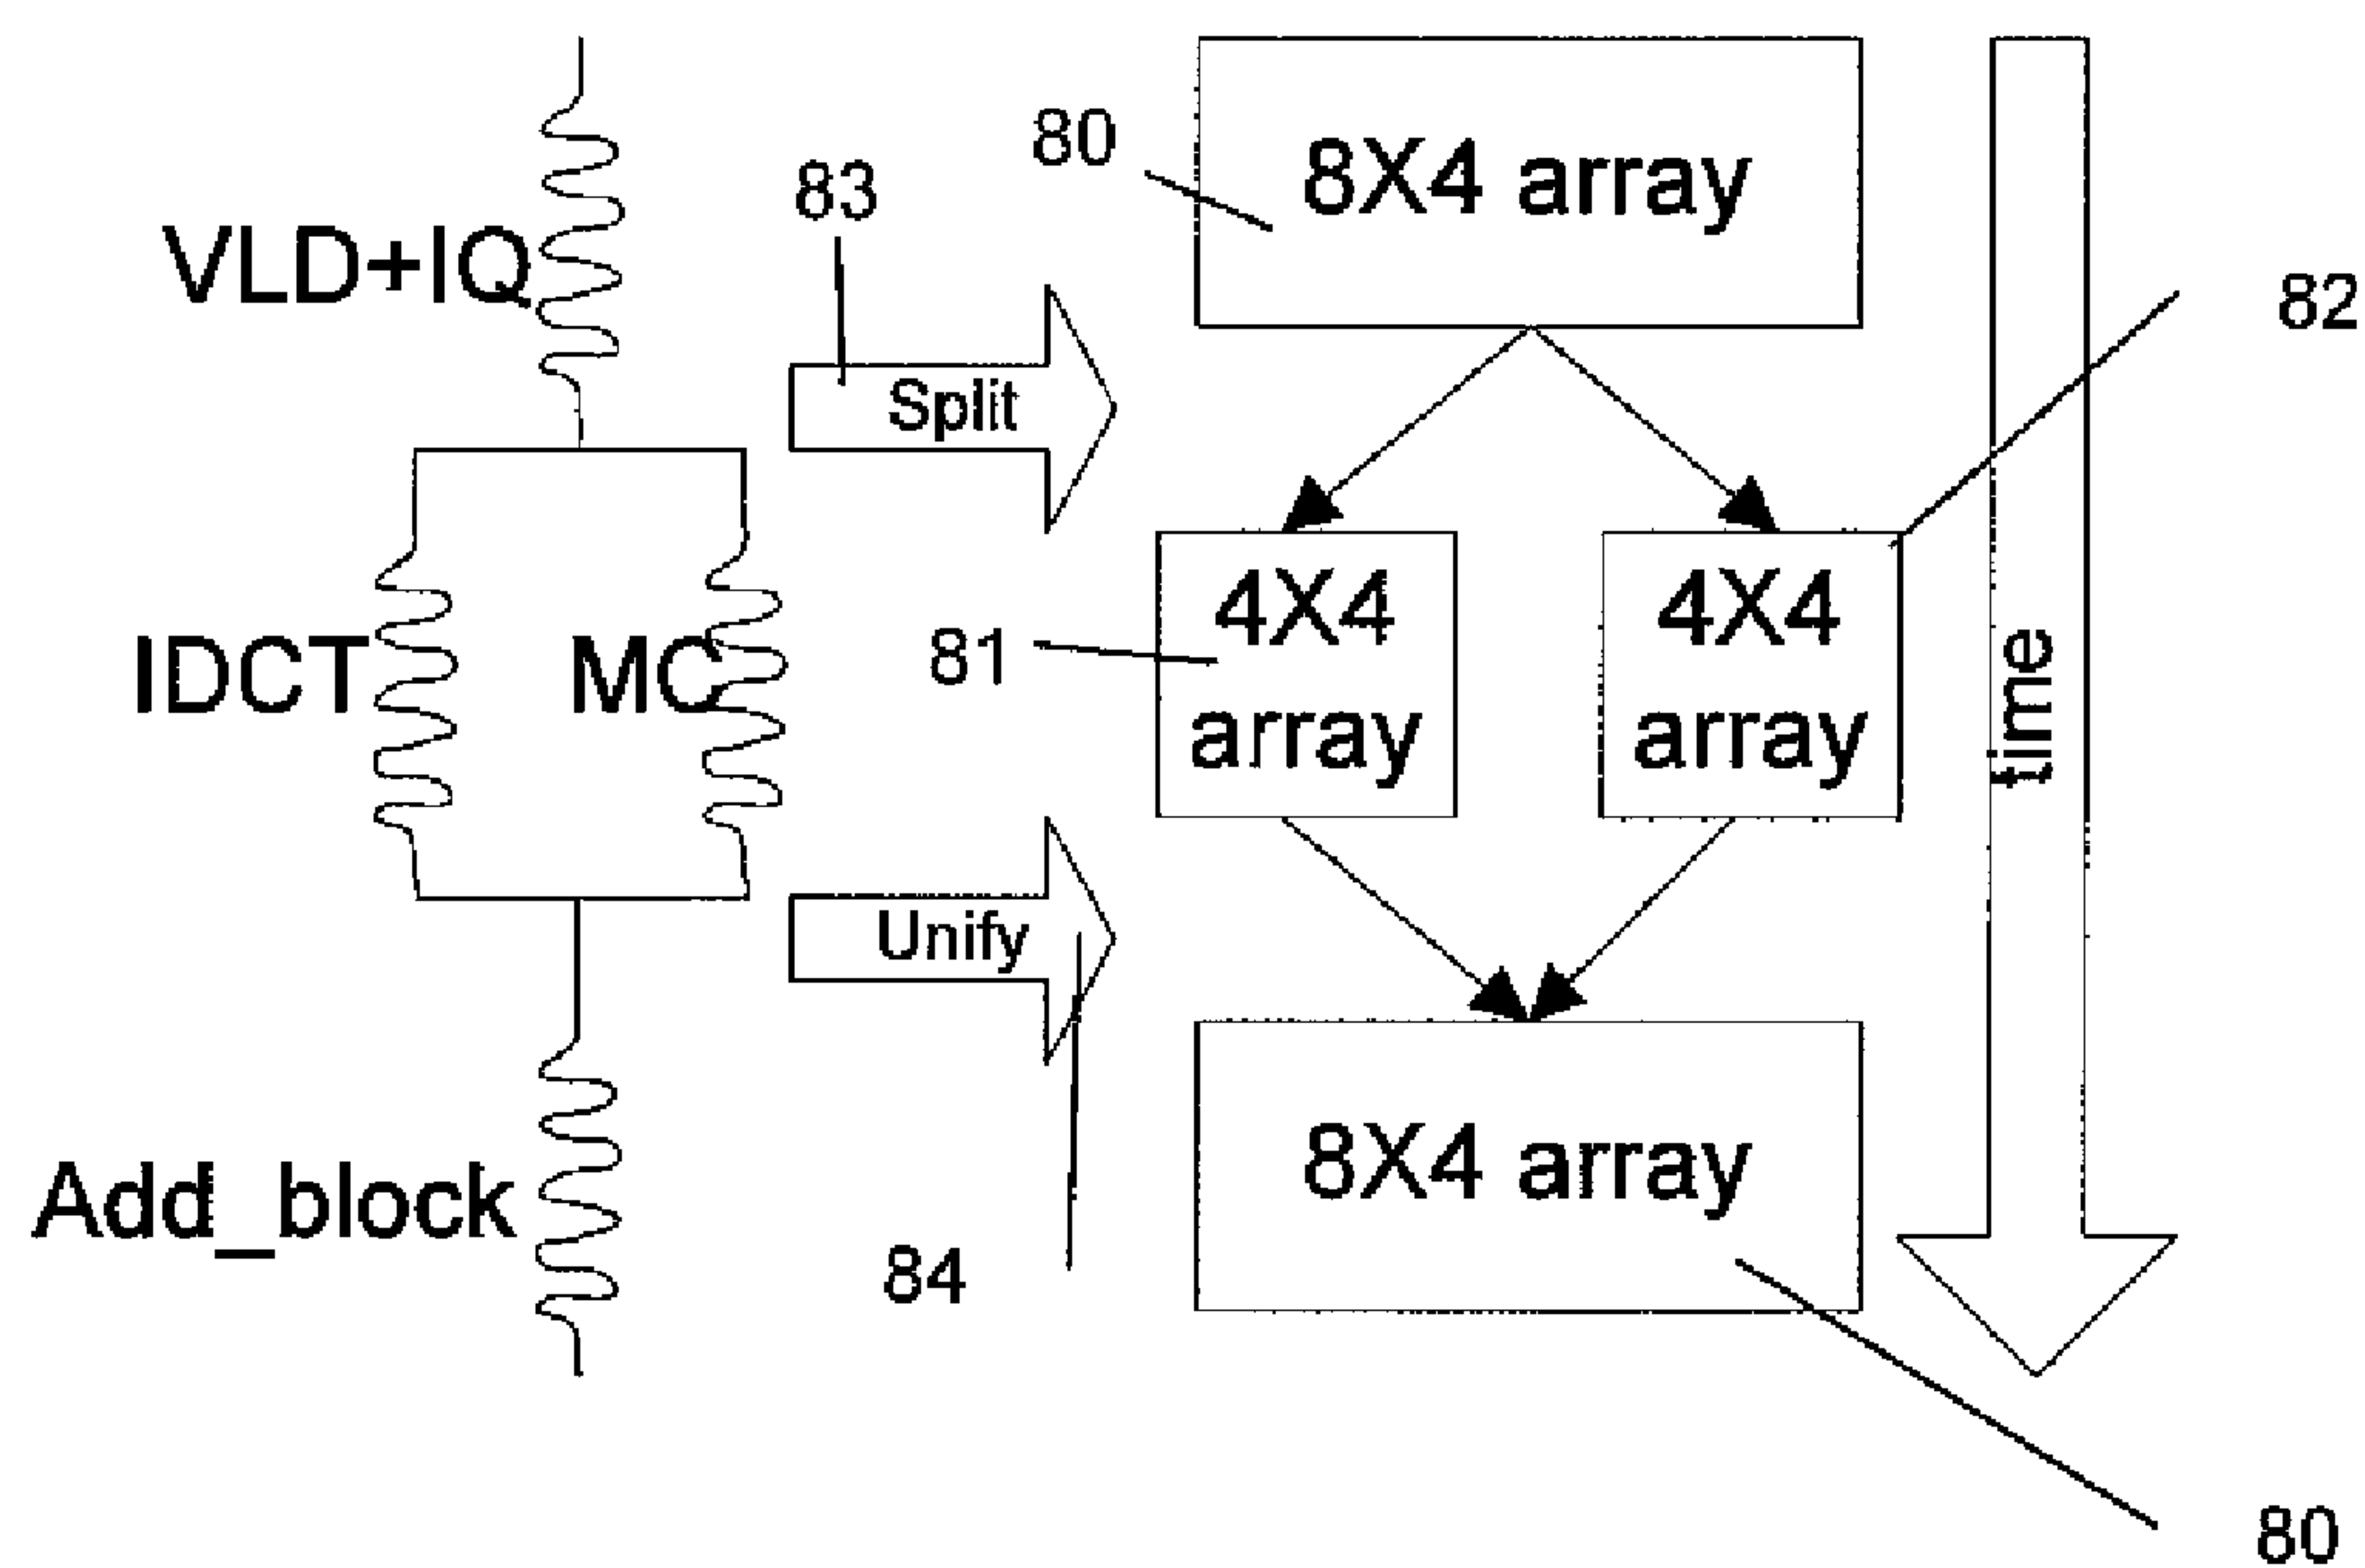 80
8X4 array
83
VLD+IQ
82
Split
4X4
array
4X4
array
81
IDCT
MC
time
Unify
8X4 array
Add_block
84
80